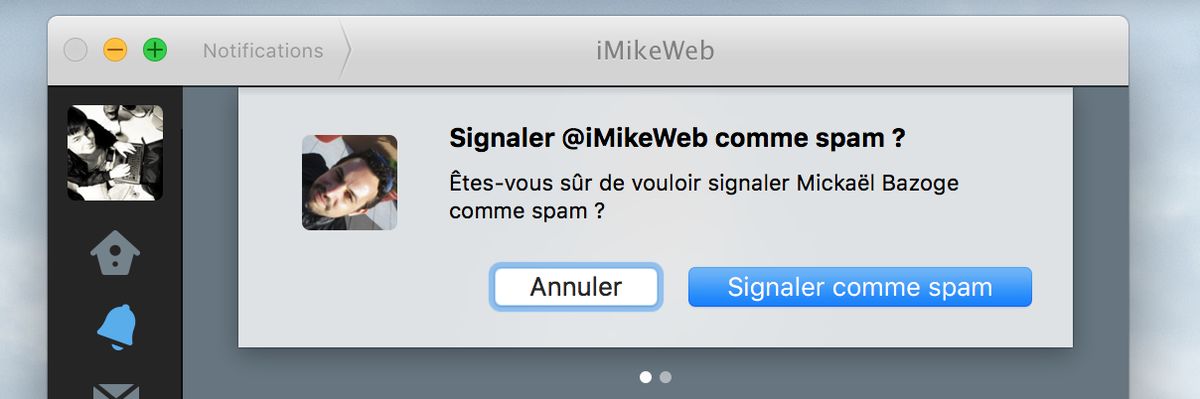 Notifications
iMikeWeb
Signaler @iMikeWeb comme spam ?
Êtes-vous sûr de vouloir signaler Mickaël Bazoge
comme spam ?
Annuler
Signaler comme spam